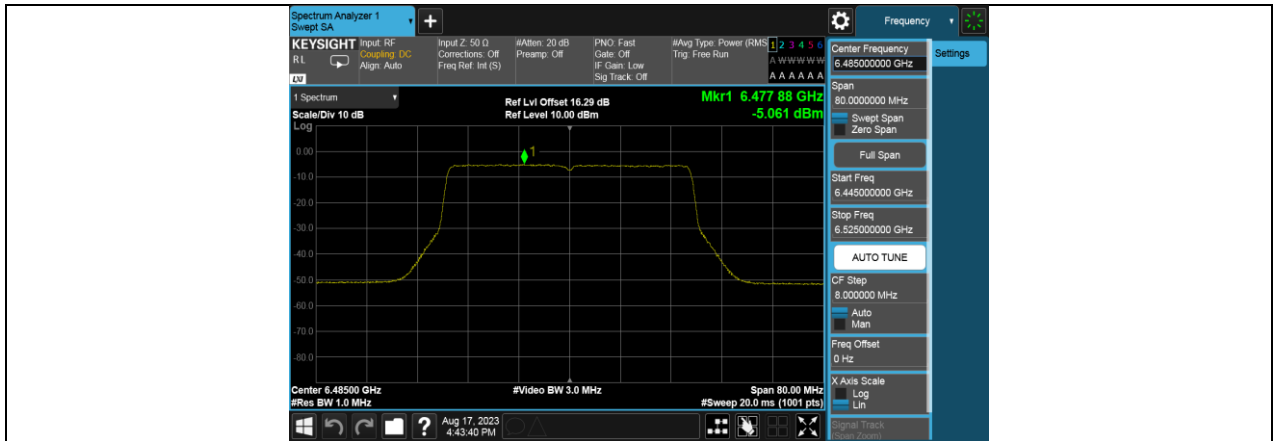 Spectrum Analyzer 1
Swept SA
Frequency
KEYSIGHT
RL
LXI
Input: RF
Coupling: DC
Align: Auto
Input Z: 50 Ω
Corrections: Off
Freq Ref: Int (S)
#Atten: 20 dB
Preamp: Off
PNO: Fast
Gate: Off
IF Gain: Low
Sig Track: Off
#Avg Type: Power (RMS
Trig: Free Run
1 2 3 4 5 6
A W W W W W
A A A A A A
1 Spectrum
Scale/Div 10 dB
Log
Ref Lvl Offset 16.29 dB
Ref Level 10.00 dBm
Mkr1 6.477 88 GHz
-5.061 dBm
1
0.00
-10.0
-20.0
-30.0
-40.0
-50.0
-60.0
-70.0
-80.0
Center 6.48500 GHz
#Res BW 1.0 MHz
#Video BW 3.0 MHz
Span 80.00 MHz
#Sweep 20.0 ms (1001 pts)
Center Frequency
6.485000000 GHz
Settings
Span
80.0000000 MHz
Swept Span
Zero Span
Full Span
Start Freq
6.445000000 GHz
Stop Freq
6.525000000 GHz
AUTO TUNE
CF Step
8.000000 MHz
Auto
Man
Freq Offset
0 Hz
X Axis Scale
Log
Lin
Signal Track
(Span Zoom)
?
Aug 17, 2023
4:43:40 PM